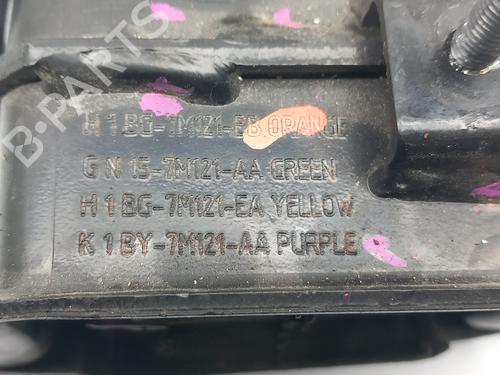 H 1 BG-7M121-EB ORANGE
G N 15-7M121-AA GREEN
H 1 BG-7M121-EA YELLOW
K 1 BY-7M121-AA PURPLE
B-PARTS